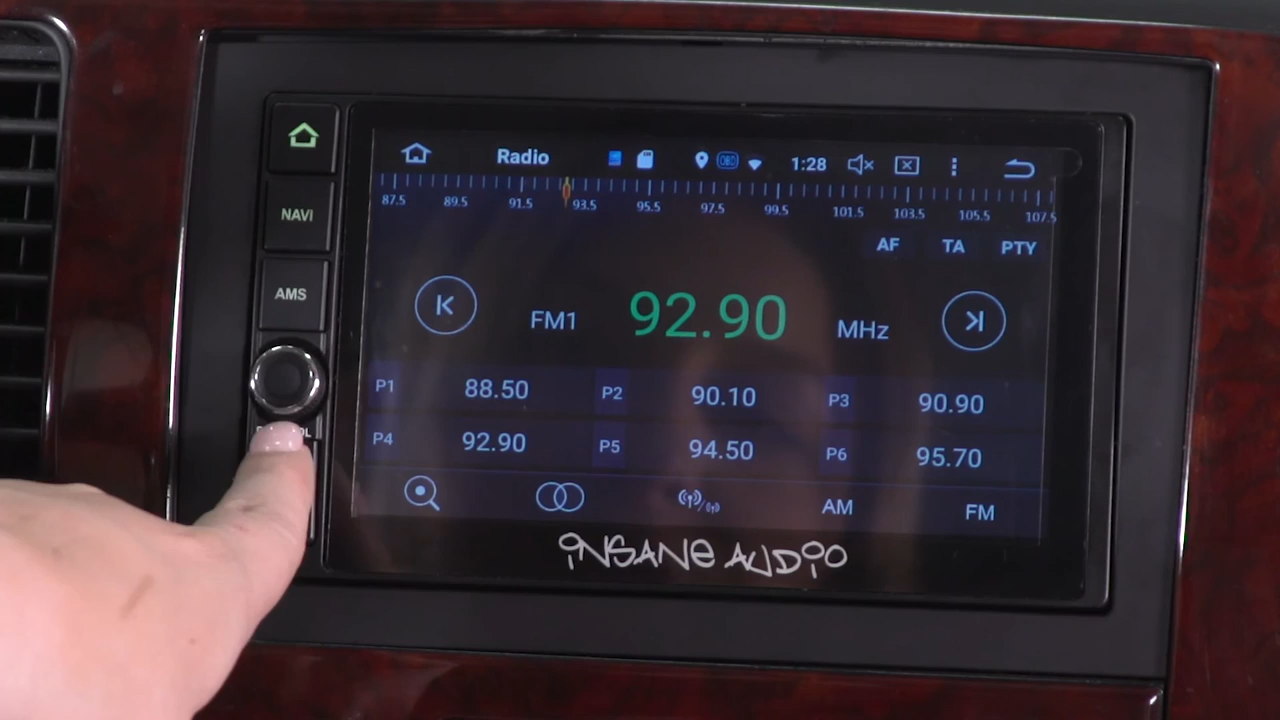 Radio
OBD
1:28
87.5 89.5 91.5 93.5 95.5 97.5 99.5 101.5 103.5 105.5 107.5
NAVI
AF TA PTY
AMS
FM1 92.90 MHz
P1 88.50 P2 90.10 P3 90.90
P4 92.90 P5 94.50 P6 95.70
AM FM
INSANE AUDIO